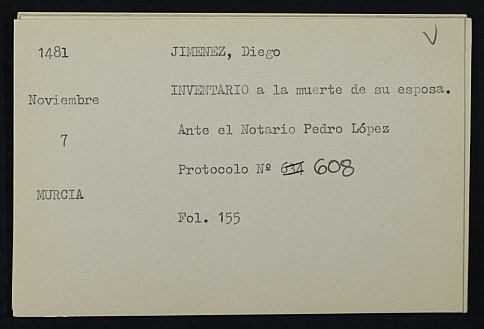 V
1481 JIMENEZ, Diego
Noviembre INVENTARIO a la muerte de su esposa.
7 Ante el Notario Pedro López
Protocolo Nº 634 608
MURCIA
Fol. 155